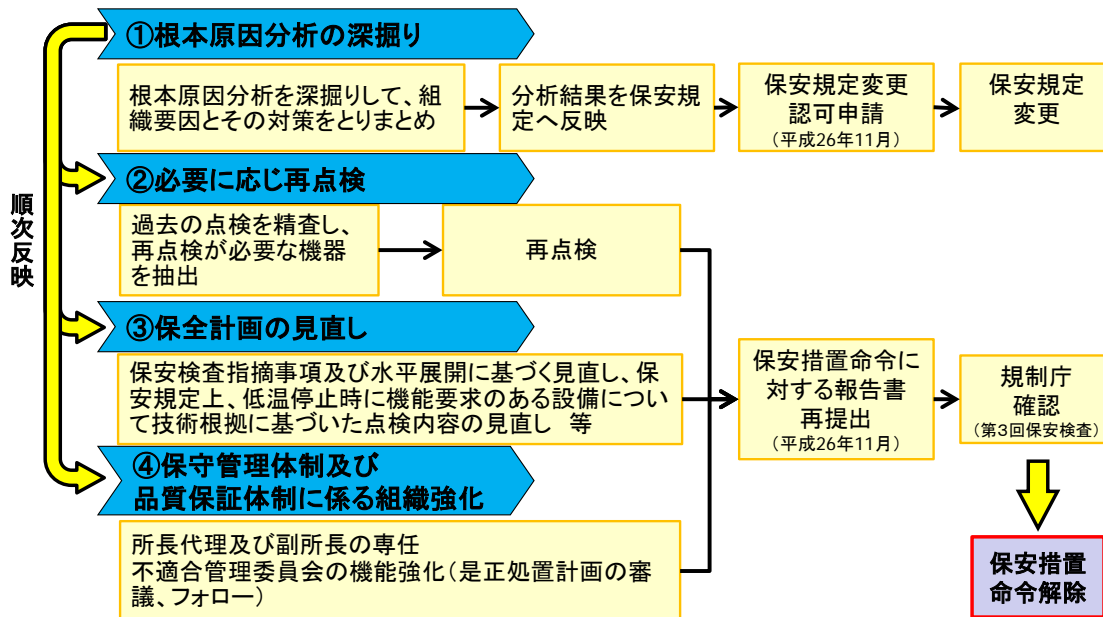 ①根本原因分析の深掘り
根本原因分析を深掘りして、組
織要因とその対策をとりまとめ
分析結果を保安規
定へ反映
保安規定変更
認可申請
（平成26年11月）
保安規定
変更
順次反映
②必要に応じ再点検
過去の点検を精査し、
再点検が必要な機器
を抽出
再点検
③保全計画の見直し
保安検査指摘事項及び水平展開に基づく見直し、保
安規定上、低温停止時に機能要求のある設備につい
て技術根拠に基づいた点検内容の見直し　等
保安措置命令に
対する報告書
再提出
（平成26年11月）
規制庁
確認
（第3回保安検査）
④保守管理体制及び
品質保証体制に係る組織強化
所長代理及び副所長の専任
不適合管理委員会の機能強化（是正処置計画の審
議、フォロー）
保安措置
命令解除